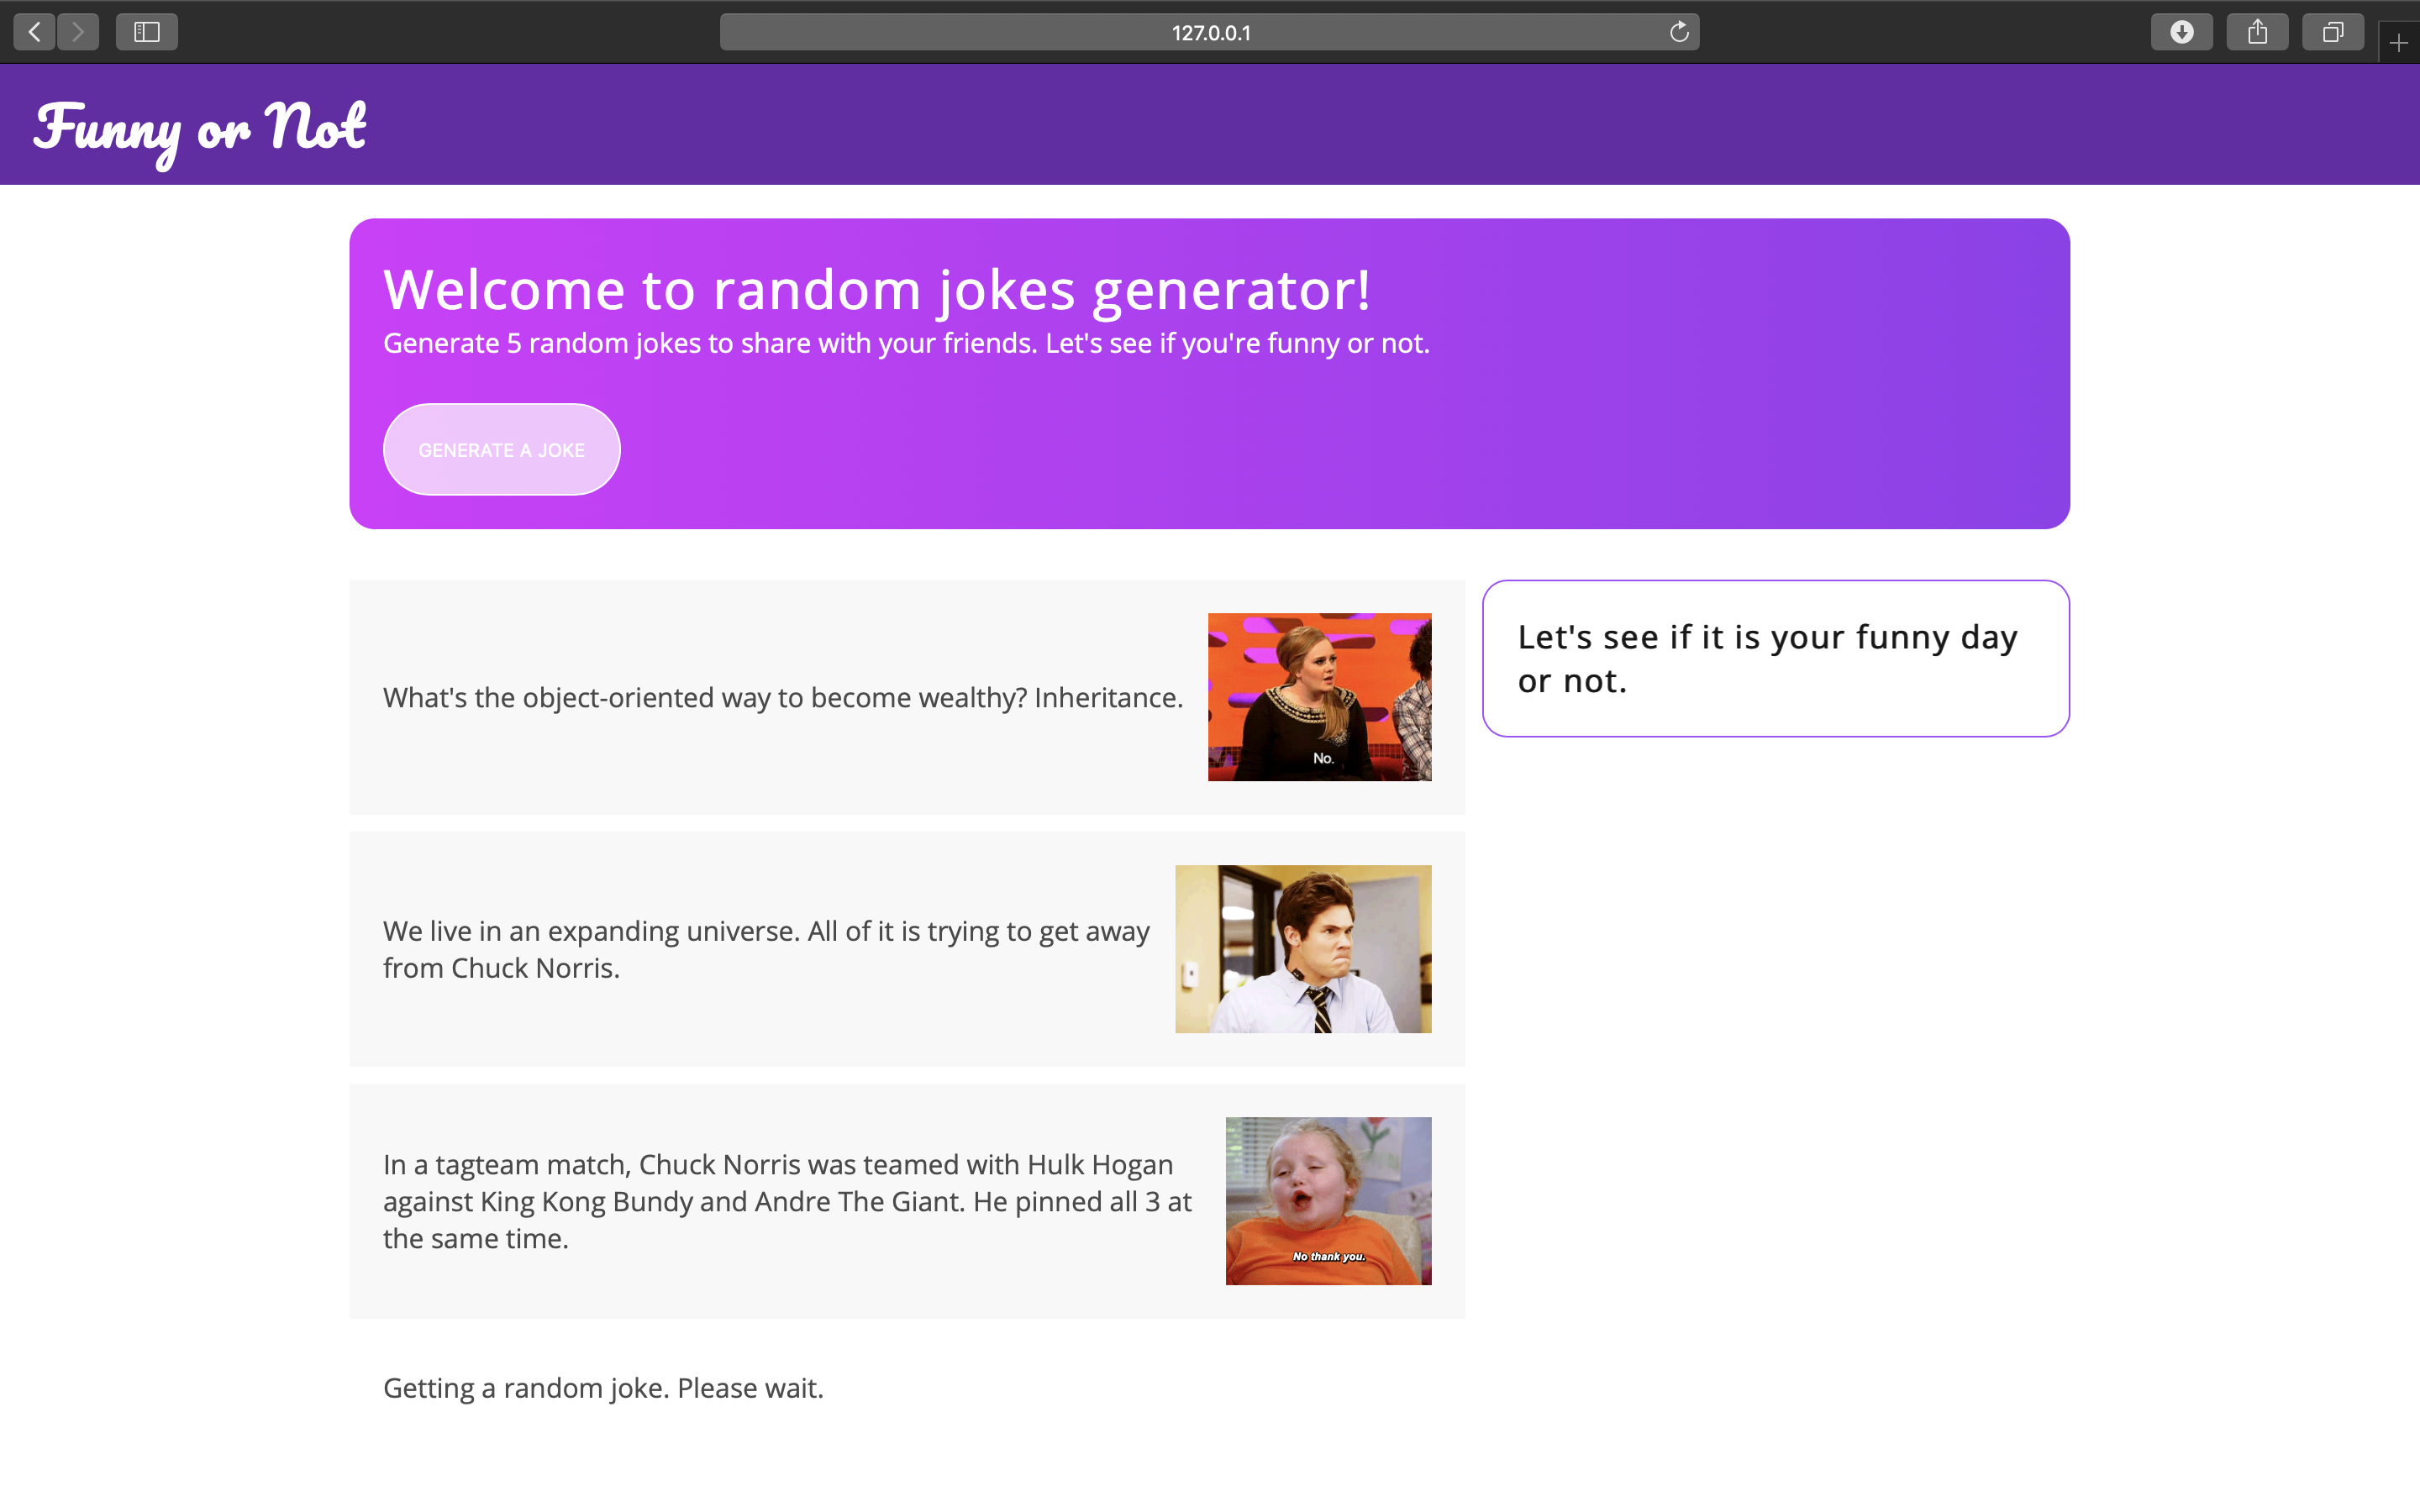 127.0.0.1
Funny or Not
Welcome to random jokes generator!
Generate 5 random jokes to share with your friends. Let's see if you're funny or not.
GENERATE A JOKE
What's the object-oriented way to become wealthy? Inheritance.
No.
Let's see if it is your funny day
or not.
We live in an expanding universe. All of it is trying to get away
from Chuck Norris.
In a tagteam match, Chuck Norris was teamed with Hulk Hogan
against King Kong Bundy and Andre The Giant. He pinned all 3 at
the same time.
No thank you.
Getting a random joke. Please wait.